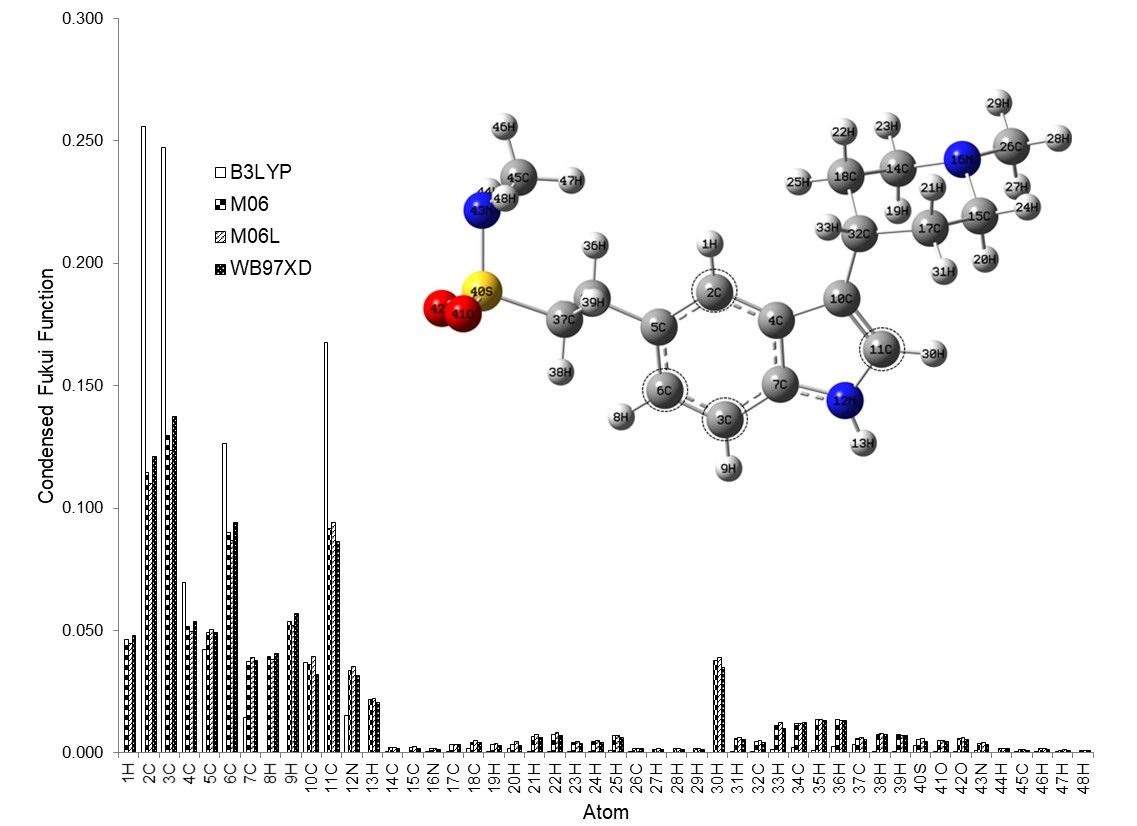 0.300
0.250
0.200
0.150
0.100
0.050
0.000
Condensed Fukui Function
B3LYP
M06
M06L
WB97XD
46H
45C
47H
48H
43N
36H
40S
42
41O
39H
37C
38H
1H
2C
5C
4C
6C
7C
3C
8H
9H
12N
13H
10C
11C
30H
29H
28H
26C
27H
24H
16N
23H
22H
14C
18C
25H
21H
19H
15C
17C
33H
32C
20H
31H
1H 2C 3C 4C 5C 6C 7C 8H 9H 10C 11C 12N 13H 14C 15C 16N 17C 18C 19H 20H 21H 22H 23H 24H 25H 26C 27H 28H 29H 30H 31H 32C 33H 34C 35H 36H 37C 38H 39H 40S 41O 42O 43N 44H 45C 46H 47H 48H
Atom